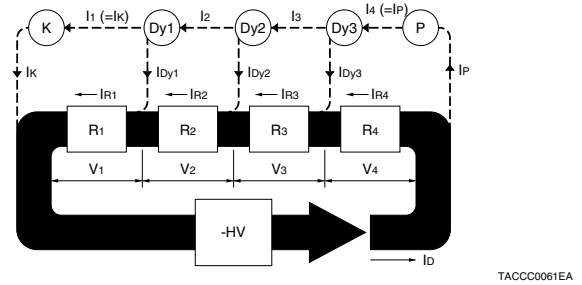 K I1 (=IK) Dy1 I2 Dy2 I3 Dy3 I4 (=IP) P
IK IDy1 IDy2 IDy3 IP
IR1 IR2 IR3 IR4
R1 R2 R3 R4
V1 V2 V3 V4
-HV
ID
TACCC0061EA